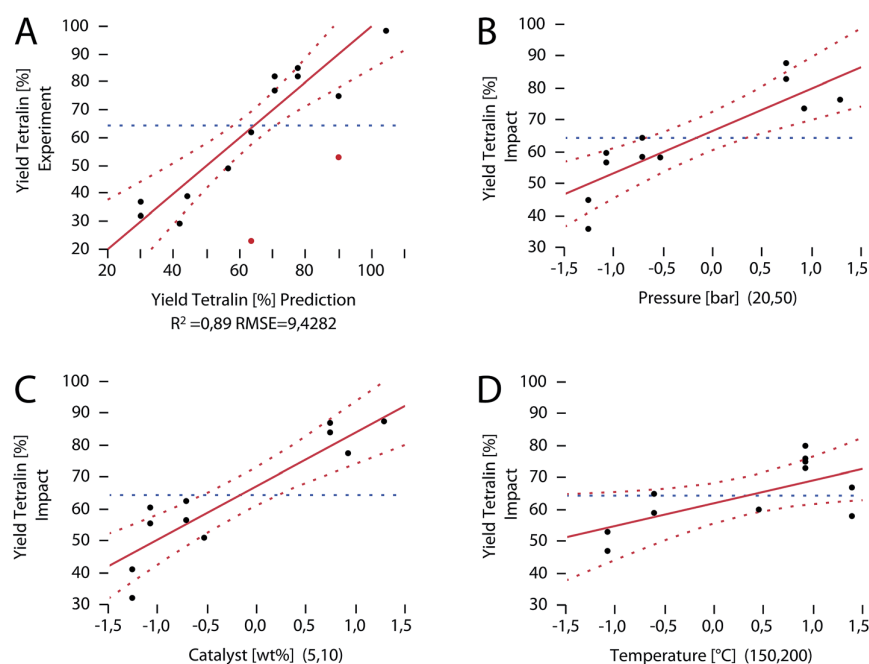 A
Yield Tetralin [%]
Experiment
100
90
80
70
60
50
40
30
20
20 40 60 80 100
Yield Tetralin [%] Prediction
R² =0,89 RMSE=9,4282
B
Yield Tetralin [%]
Impact
100
90
80
70
60
50
40
30
-1,5 -1,0 -0,5 0,0 0,5 1,0 1,5
Pressure [bar] (20,50)
C
Yield Tetralin [%]
Impact
100
90
80
70
60
50
40
30
-1,5 -1,0 -0,5 0,0 0,5 1,0 1,5
Catalyst [wt%] (5,10)
D
Yield Tetralin [%]
Impact
100
90
80
70
60
50
40
30
-1,5 -1,0 -0,5 0,0 0,5 1,0 1,5
Temperature [°C] (150,200)